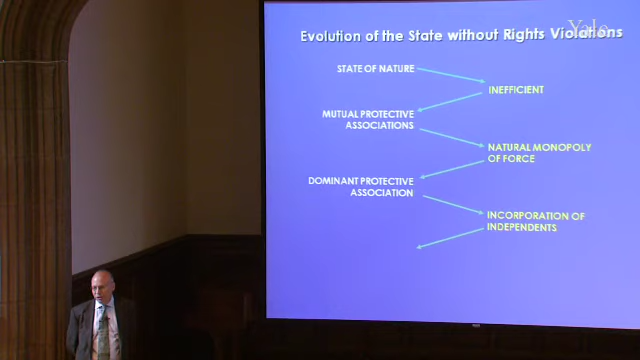 Yale
Evolution of the State without Rights Violations
STATE OF NATURE
INEFFICIENT
MUTUAL PROTECTIVE
ASSOCIATIONS
NATURAL MONOPOLY
OF FORCE
DOMINANT PROTECTIVE
ASSOCIATION
INCORPORATION OF
INDEPENDENTS